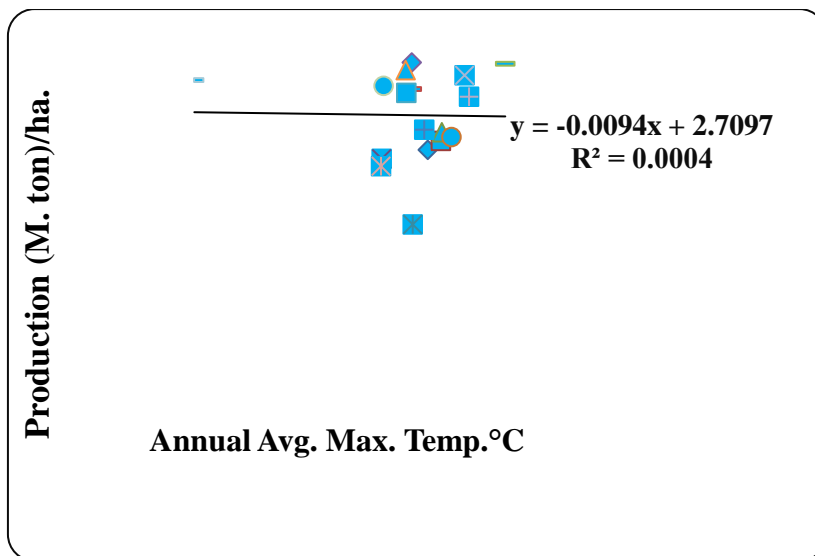 Production (M. ton)/ha.
y = -0.0094x + 2.7097
R² = 0.0004
Annual Avg. Max. Temp.°C